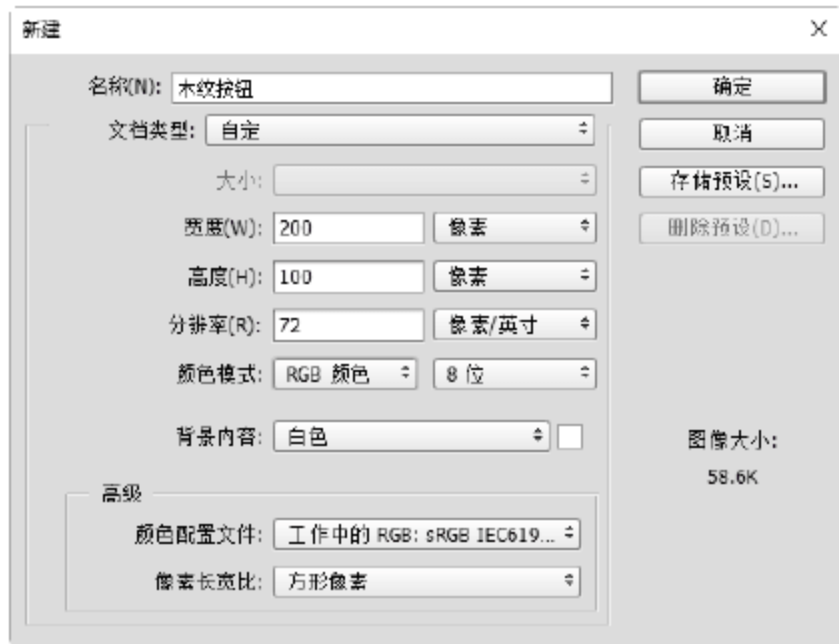 新建
名称(N): 木纹按钮
确定
文档类型: 自定
取消
大小:
存储预设(S)...
宽度(W): 200 像素
删除预设(D)...
高度(H): 100 像素
分辨率(R): 72 像素/英寸
颜色模式: RGB 颜色 8 位
背景内容: 白色
图像大小:
58.6K
高级
颜色配置文件: 工作中的 RGB: sRGB IEC619...
像素长宽比: 方形像素